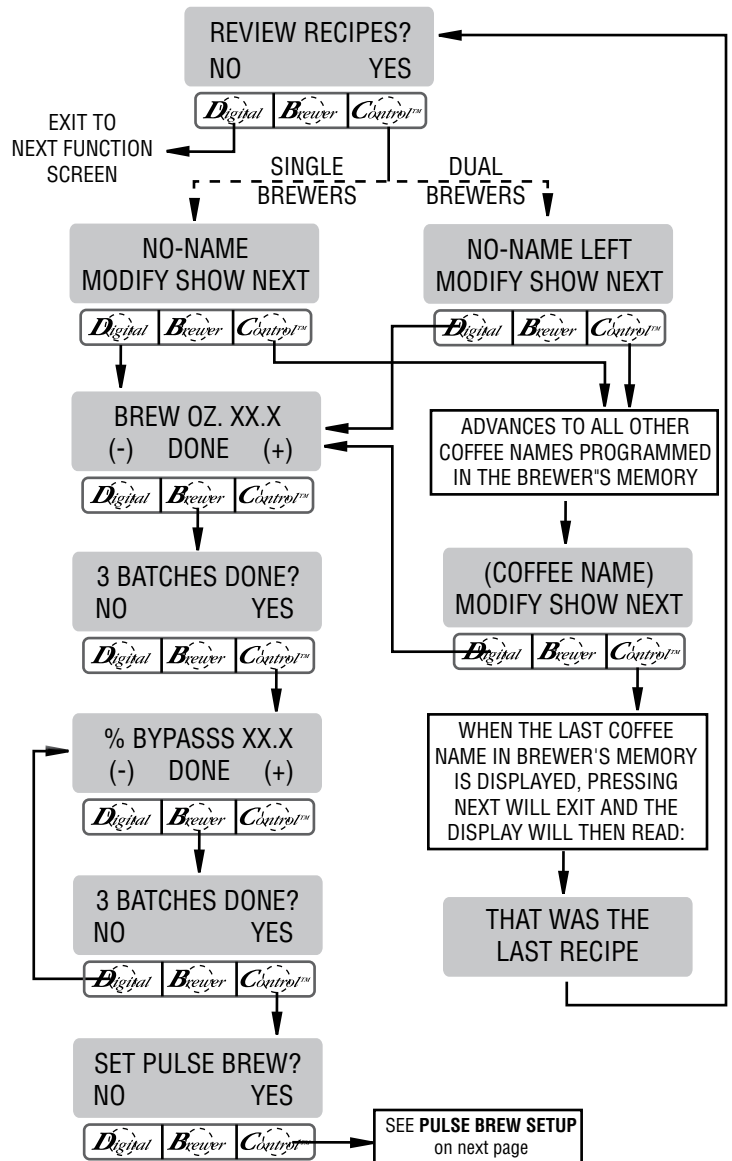 REVIEW RECIPES?
NO YES
Digital Brewer Control™
EXIT TO
NEXT FUNCTION
SCREEN
SINGLE
BREWERS
DUAL
BREWERS
NO-NAME
MODIFY SHOW NEXT
Digital Brewer Control™
NO-NAME LEFT
MODIFY SHOW NEXT
Digital Brewer Control™
BREW OZ. XX.X
(-) DONE (+)
Digital Brewer Control™
ADVANCES TO ALL OTHER
COFFEE NAMES PROGRAMMED
IN THE BREWER"S MEMORY
3 BATCHES DONE?
NO YES
Digital Brewer Control™
(COFFEE NAME)
MODIFY SHOW NEXT
Digital Brewer Control™
% BYPASSS XX.X
(-) DONE (+)
Digital Brewer Control™
WHEN THE LAST COFFEE
NAME IN BREWER'S MEMORY
IS DISPLAYED, PRESSING
NEXT WILL EXIT AND THE
DISPLAY WILL THEN READ:
3 BATCHES DONE?
NO YES
Digital Brewer Control™
THAT WAS THE
LAST RECIPE
SET PULSE BREW?
NO YES
Digital Brewer Control™
SEE PULSE BREW SETUP
on next page